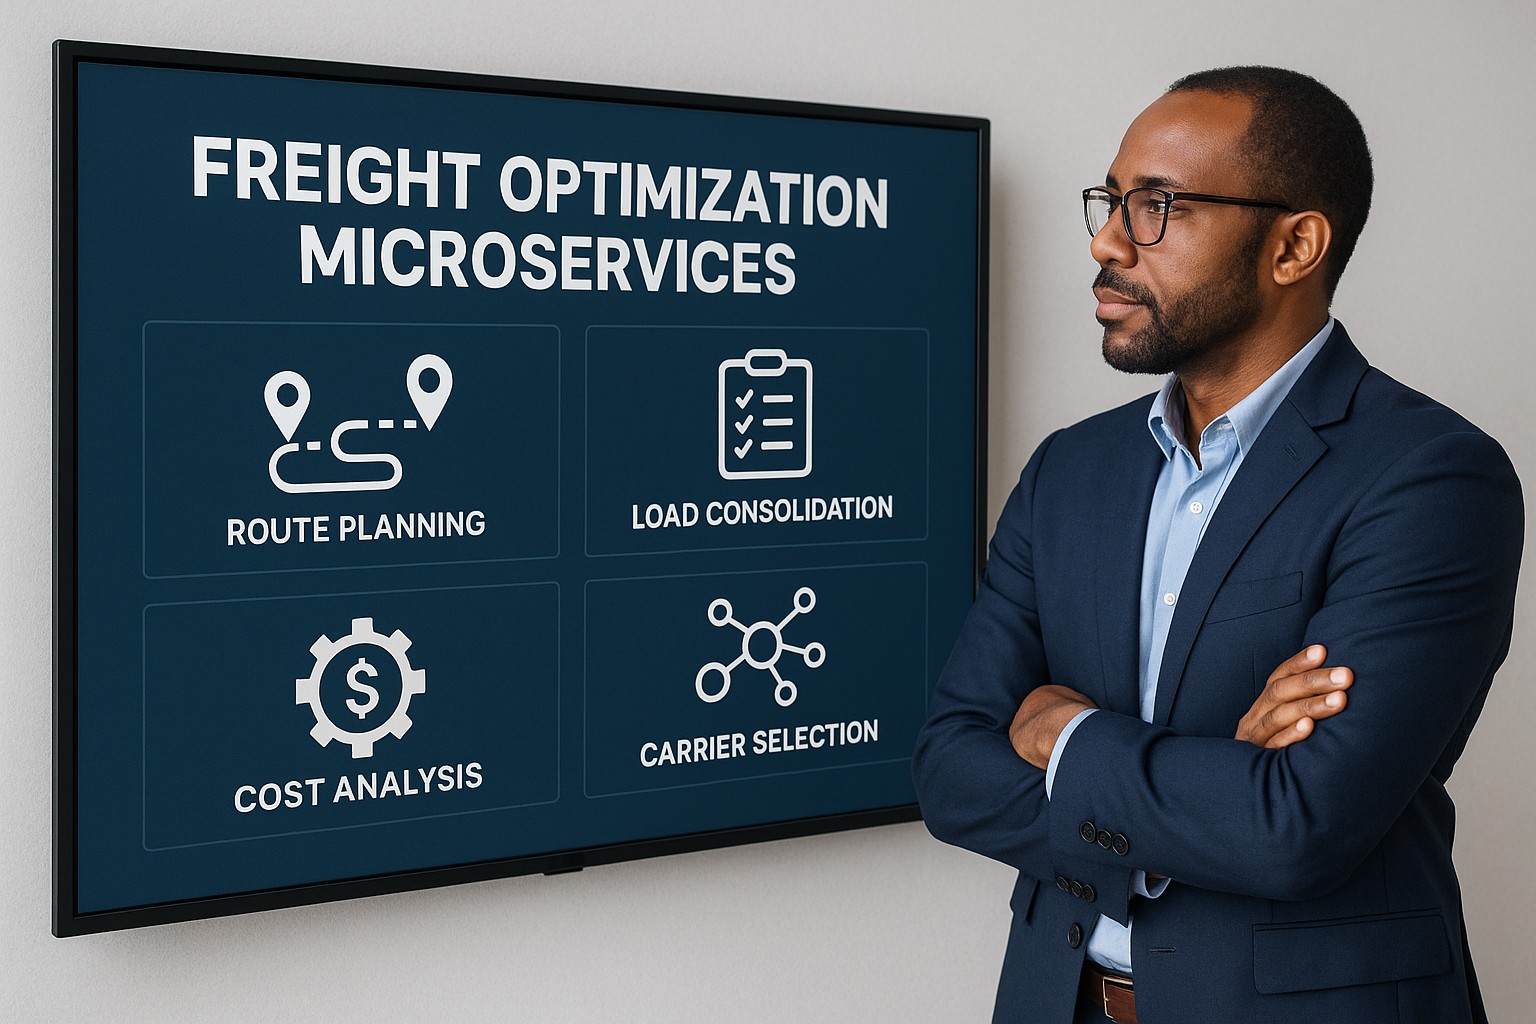 FREIGHT OPTIMIZATION
MICROSERVICES
ROUTE PLANNING
LOAD CONSOLIDATION
$
COST ANALYSIS
CARRIER SELECTION